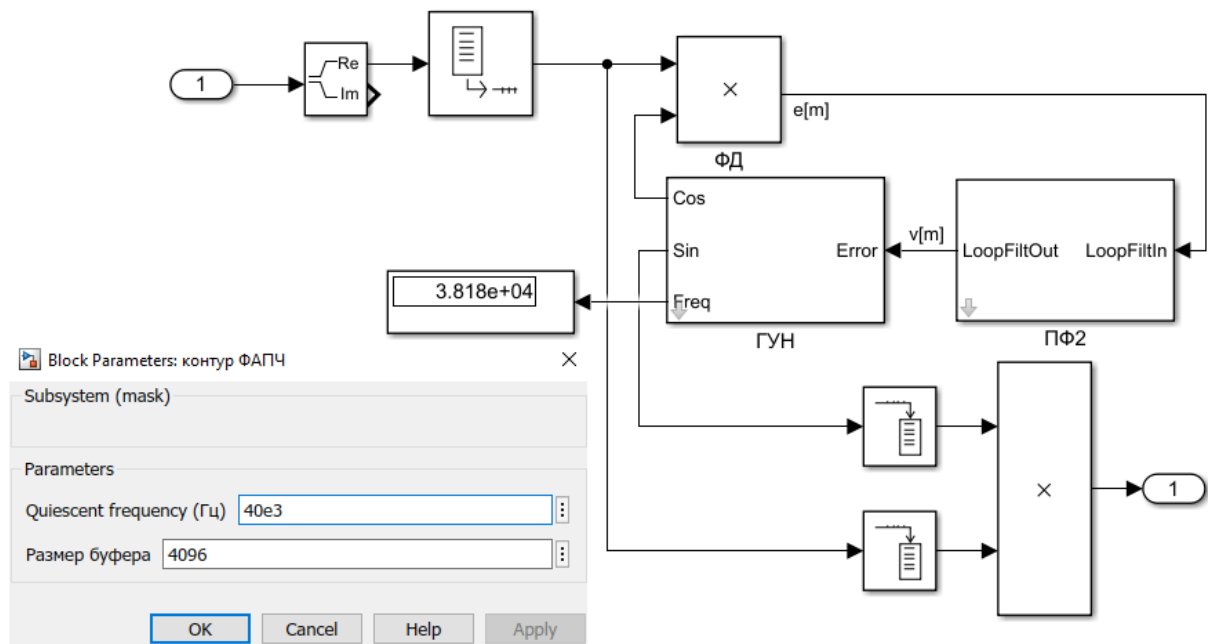 1
Re
Im
×
e[m]
ФД
Cos
Sin
Freq
Error
ГУН
v[m]
LoopFiltOut
LoopFiltIn
ПФ2
3.818e+04
Block Parameters: контур ФАПЧ
Subsystem (mask)
Parameters
Quiescent frequency (Гц) 40e3
Размер буфера 4096
OK
Cancel
Help
Apply
×
1